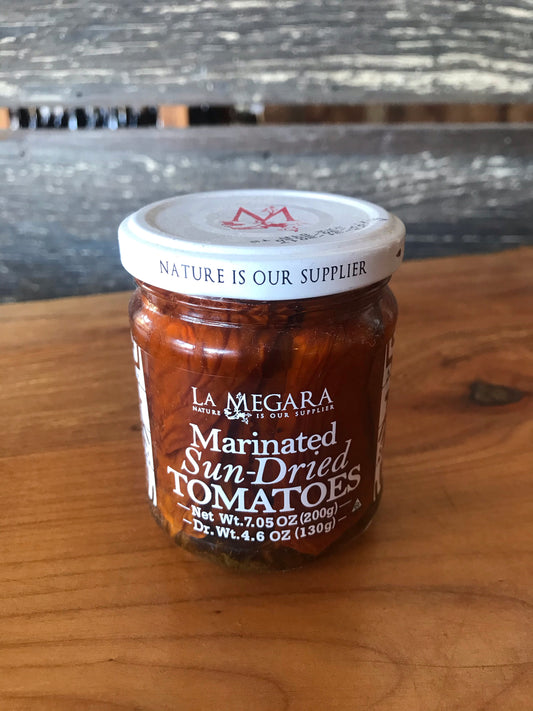 M
NATURE IS OUR SUPPLIER
LA MEGARA
NATURE IS OUR SUPPLIER
Marinated
Sun-Dried
TOMATOES
Net Wt.7.05 OZ (200g)
Dr. Wt.4.6 OZ (130g)